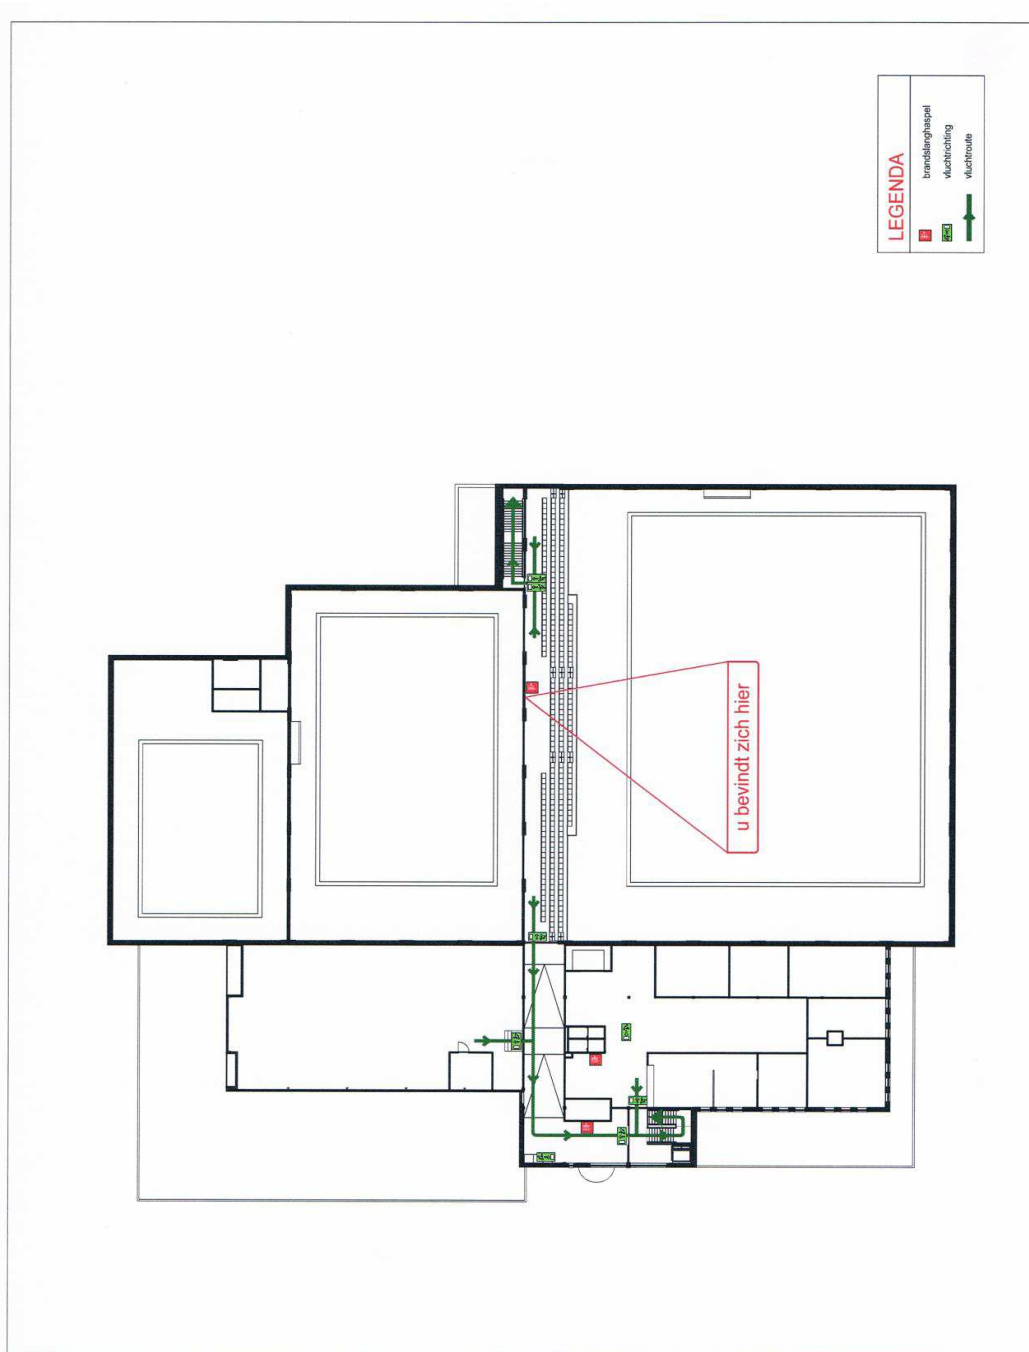 LEGENDA
brandslanghaspel
vluchtrichting
vluchtroute
u bevindt zich hier